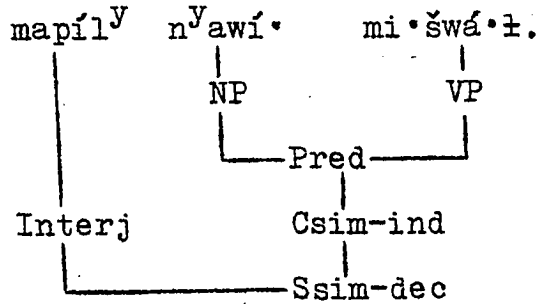 mapílʸ nʸawí· mi·šwá·ɬ.
NP VP
Pred
Interj Csim-ind
Ssim-dec